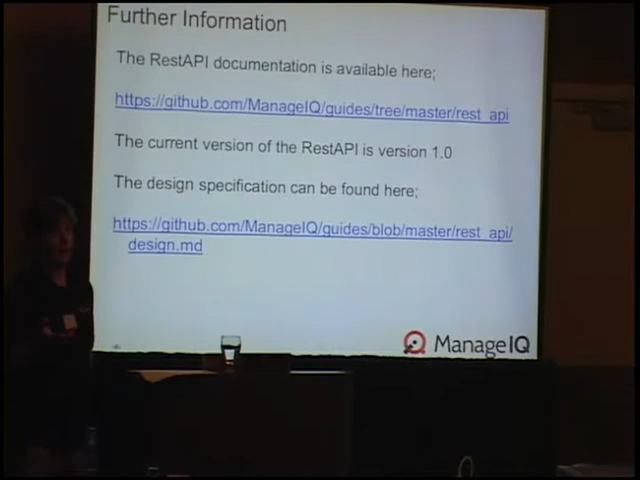 Further Information
The RestAPI documentation is available here;
https://github.com/ManageIQ/guides/tree/master/rest_api
The current version of the RestAPI is version 1.0
The design specification can be found here;
https://github.com/ManageIQ/guides/blob/master/rest_api/
design.md
ManageIQ